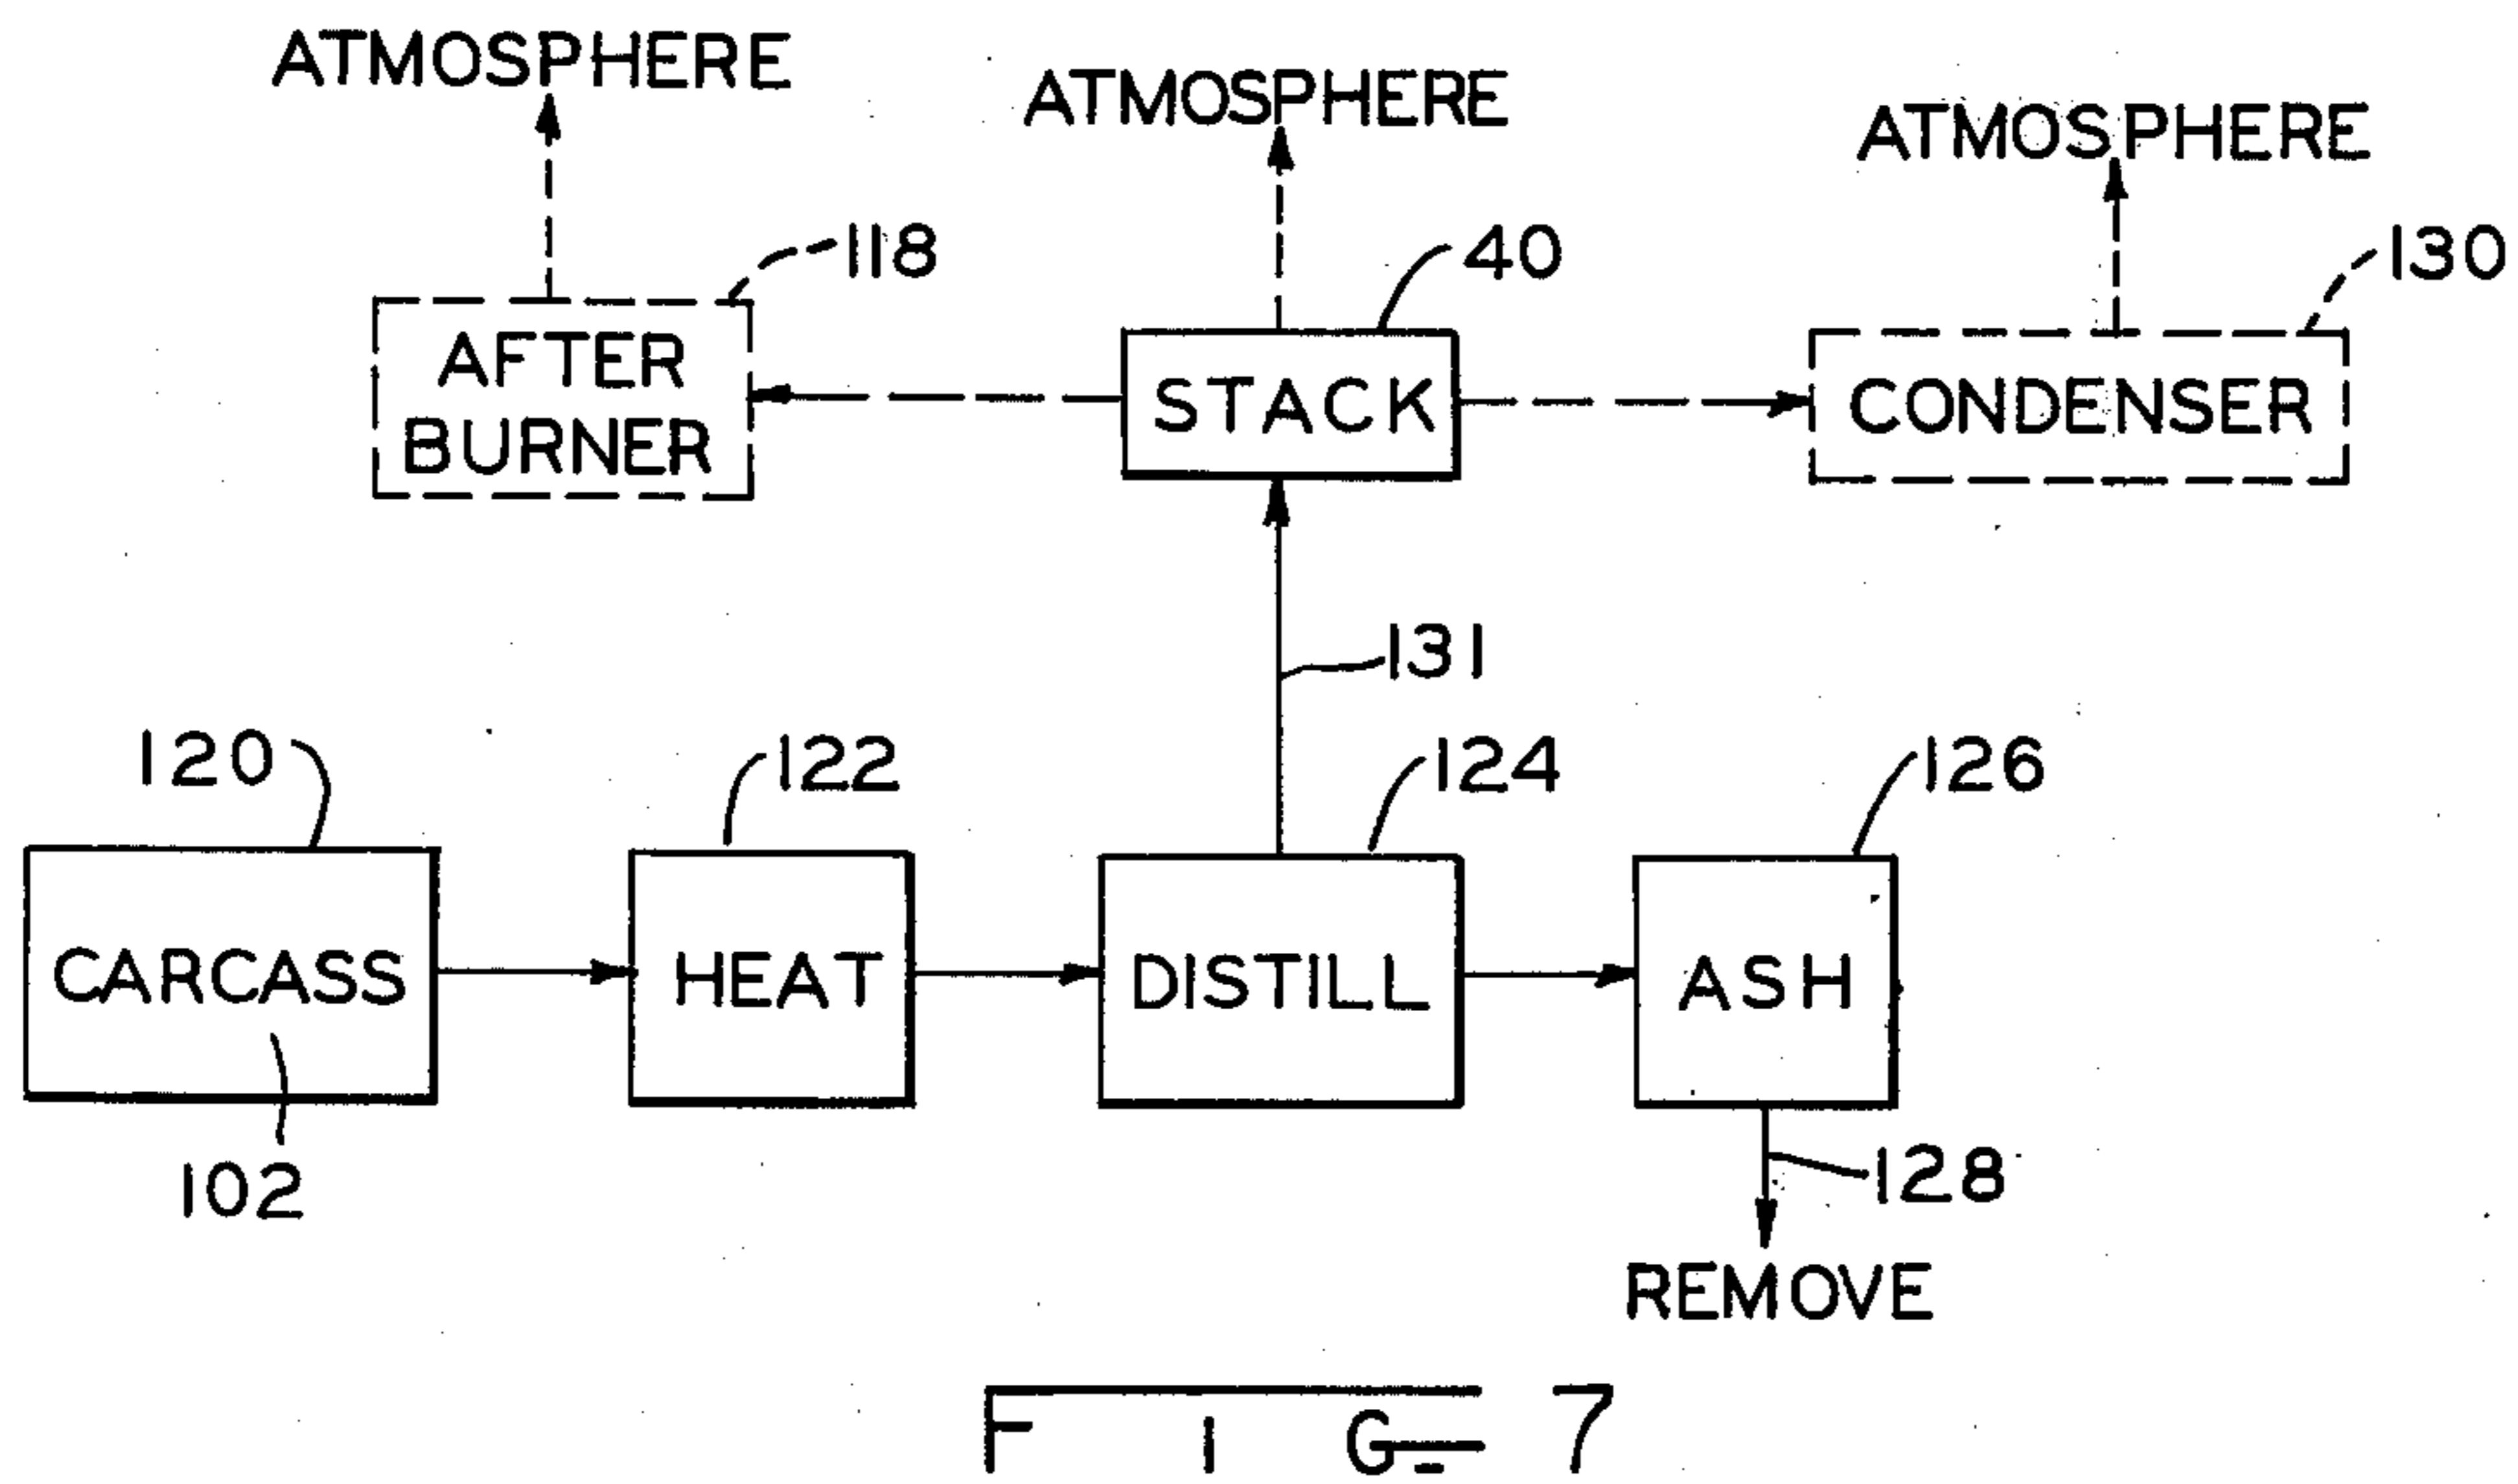 ATMOSPHERE
ATMOSPHERE
ATMOSPHERE
118
40
130
AFTER
BURNER
STACK
CONDENSER
131
120
122
124
126
CARCASS
HEAT
DISTILL
ASH
102
128
REMOVE
FIG-7